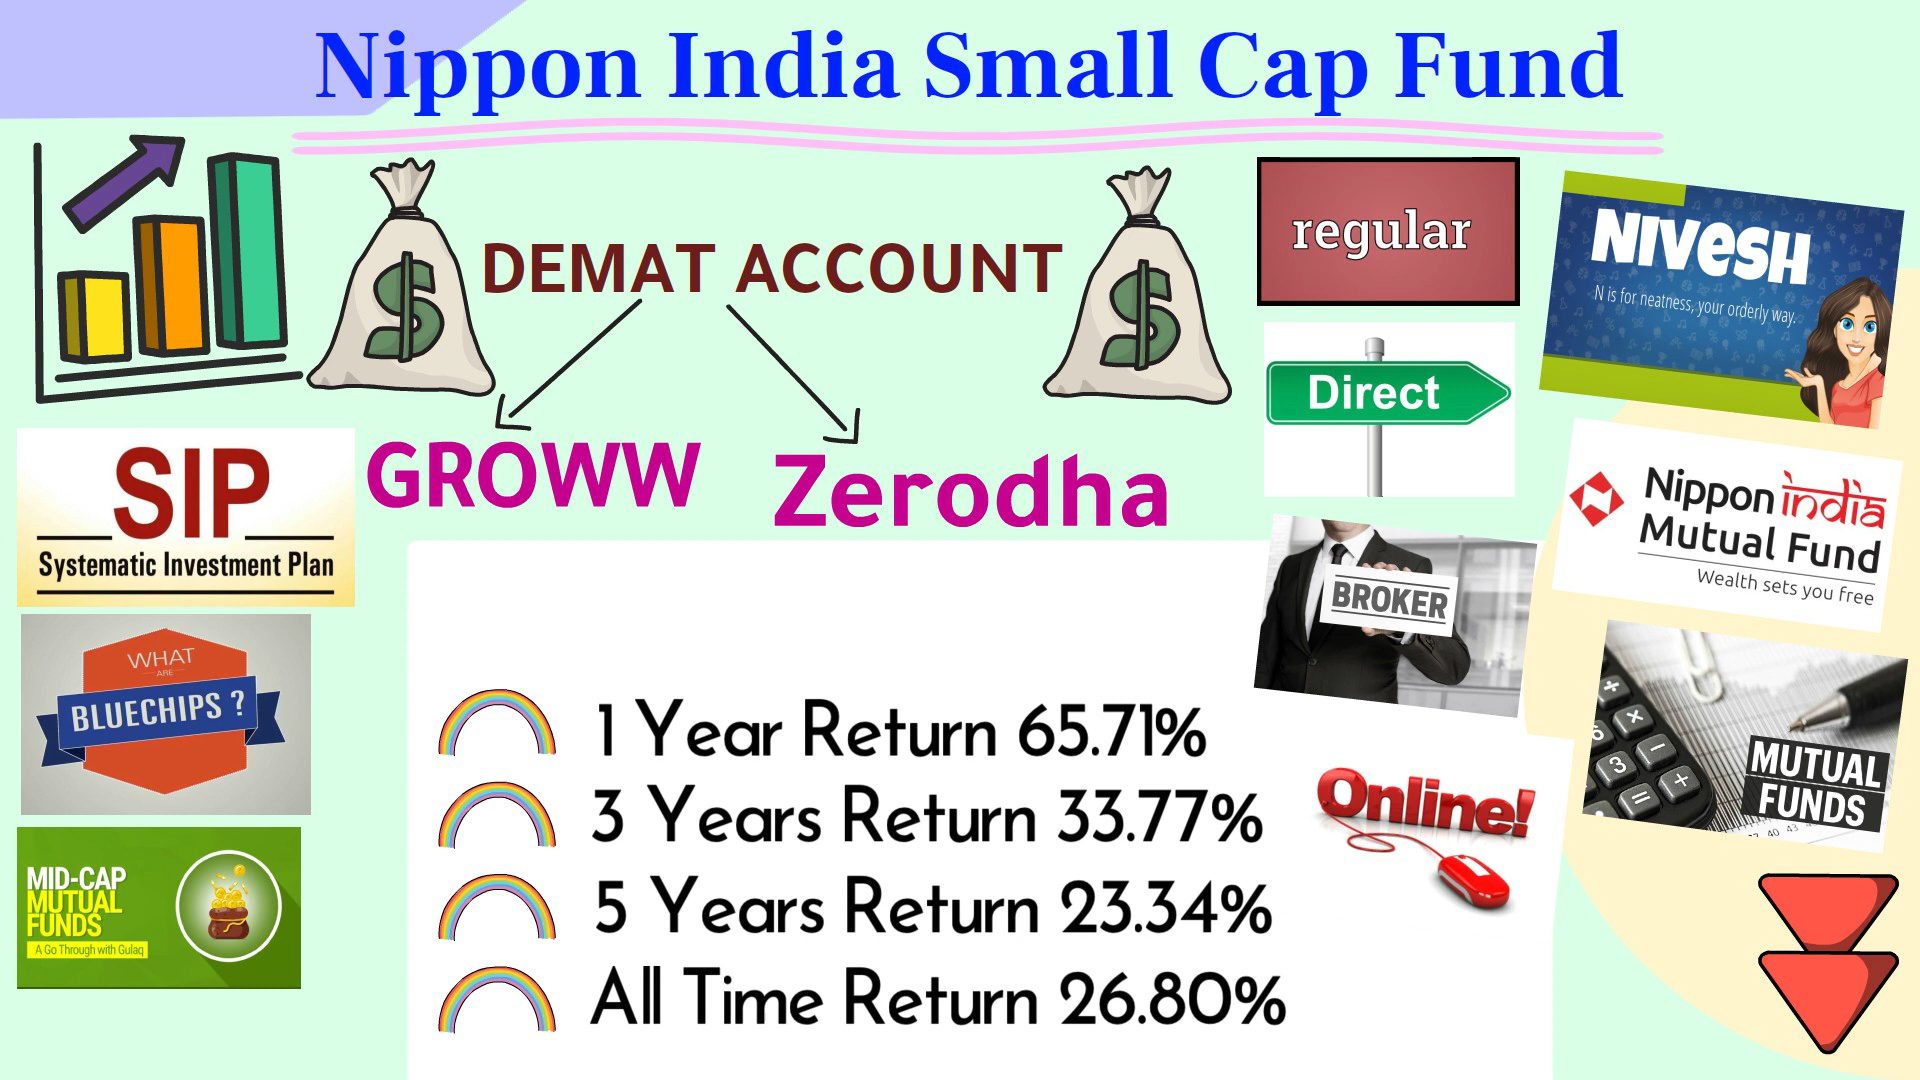 Nippon India Small Cap Fund
DEMAT ACCOUNT
GROWW
Zerodha
regular
Direct
NIVESH
N is for neatness, your orderly way.
SIP
Systematic Investment Plan
WHAT
ARE
BLUECHIPS ?
MID-CAP
MUTUAL
FUNDS
A Go Through with Gulaq
BROKER
Nippon india
Mutual Fund
Wealth sets you free
MUTUAL
FUNDS
Online!
1 Year Return 65.71%
3 Years Return 33.77%
5 Years Return 23.34%
All Time Return 26.80%